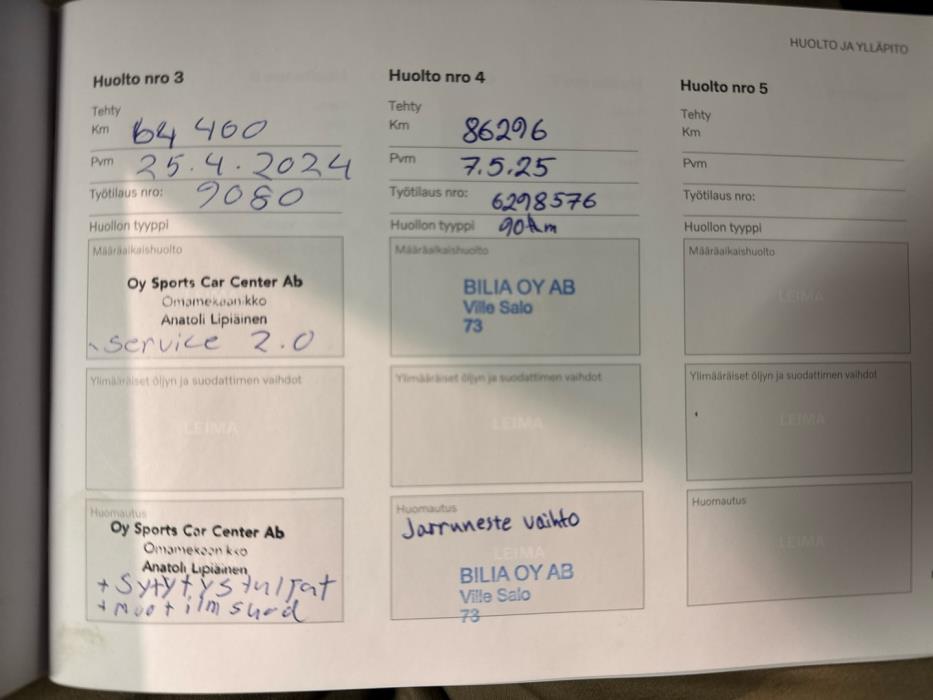 HUOLTO JA YLLÄPITO
Huolto nro 3
Tehty
Km 64 400
Pvm 25.4.2024
Työtilaus nro: 9080
Huollon tyyppi
Määräaikaishuolto
Oy Sports Car Center Ab
Omamekaanikko
Anatoli Lipiäinen
service 2.0
Ylimääräiset öljyn ja suodattimen vaihdot
LEIMA
Huomautus
Oy Sports Car Center Ab
Omamekaanikko
Anatoli Lipiäinen
+ Sytytystulpat
+ moot ilmsuod
Huolto nro 4
Tehty
Km 86296
Pvm 7.5.25
Työtilaus nro: 6298576
Huollon tyyppi 90tkm
Määräaikaishuolto
BILIA OY AB
Ville Salo
73
Ylimääräiset öljyn ja suodattimen vaihdot
LEIMA
Huomautus
Jarruneste vaihto
LEIMA
BILIA OY AB
Ville Salo
73
Huolto nro 5
Tehty
Km
Pvm
Työtilaus nro:
Huollon tyyppi
Määräaikaishuolto
LEIMA
Ylimääräiset öljyn ja suodattimen vaihdot
LEIMA
Huomautus
LEIMA